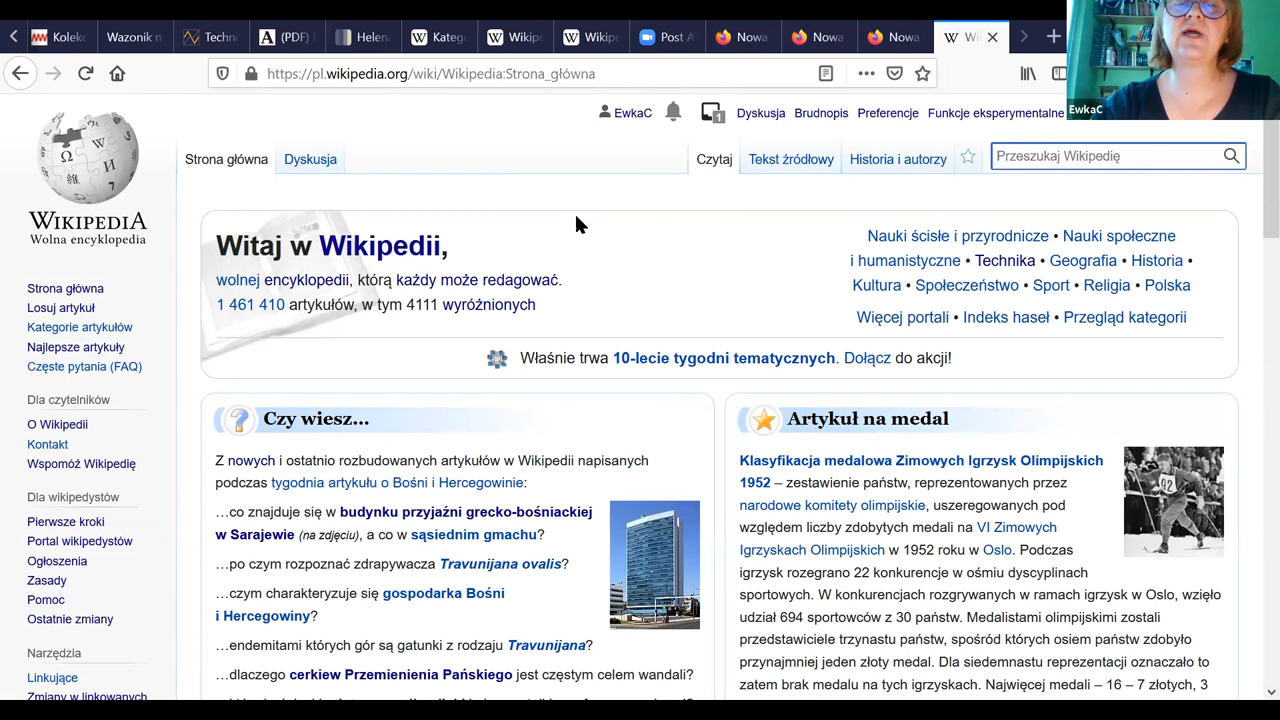 Kolek
Wazonik n
Techn
(PDF)
Helen
Kateg
Wikip
Wikip
Post A
Nowa
Nowa
Nowa
Wi
https://pl.wikipedia.org/wiki/Wikipedia:Strona_główna
EwkaC
EwkaC
1
Dyskusja
Brudnopis
Preferencje
Funkcje eksperymentalne
Strona główna
Dyskusja
Czytaj
Tekst źródłowy
Historia i autorzy
Przeszukaj Wikipedię
WIKIPEDIA
Wolna encyklopedia
Strona główna
Losuj artykuł
Kategorie artykułów
Najlepsze artykuły
Częste pytania (FAQ)
Dla czytelników
O Wikipedii
Kontakt
Wspomóż Wikipedię
Dla wikipedystów
Pierwsze kroki
Portal wikipedystów
Ogłoszenia
Zasady
Pomoc
Ostatnie zmiany
Narzędzia
Linkujące
Zmiany w linkowanych
Witaj w Wikipedii,
wolnej encyklopedii, którą każdy może redagować.
1 461 410 artykułów, w tym 4111 wyróżnionych
Nauki ścisłe i przyrodnicze • Nauki społeczne
i humanistyczne • Technika • Geografia • Historia •
Kultura • Społeczeństwo • Sport • Religia • Polska
Więcej portali • Indeks haseł • Przegląd kategorii
Właśnie trwa 10-lecie tygodni tematycznych. Dołącz do akcji!
Czy wiesz...
Z nowych i ostatnio rozbudowanych artykułów w Wikipedii napisanych
podczas tygodnia artykułu o Bośni i Hercegowinie:
…co znajduje się w budynku przyjaźni grecko-bośniackiej
w Sarajewie (na zdjęciu), a co w sąsiednim gmachu?
…po czym rozpoznać zdrapywacza Travunijana ovalis?
…czym charakteryzuje się gospodarka Bośni
i Hercegowiny?
…endemitami których gór są gatunki z rodzaju Travunijana?
…dlaczego cerkiew Przemienienia Pańskiego jest częstym celem wandali?
Artykuł na medal
Klasyfikacja medalowa Zimowych Igrzysk Olimpijskich
1952 – zestawienie państw, reprezentowanych przez
narodowe komitety olimpijskie, uszeregowanych pod
względem liczby zdobytych medali na VI Zimowych
Igrzyskach Olimpijskich w 1952 roku w Oslo. Podczas
igrzysk rozegrano 22 konkurencje w ośmiu dyscyplinach
sportowych. W konkurencjach rozgrywanych w ramach igrzysk w Oslo, wzięło
udział 694 sportowców z 30 państw. Medalistami olimpijskimi zostali
przedstawiciele trzynastu państw, spośród których osiem państw zdobyło
przynajmniej jeden złoty medal. Dla siedemnastu reprezentacji oznaczało to
zatem brak medalu na tych igrzyskach. Najwięcej medali – 16 – 7 złotych, 3